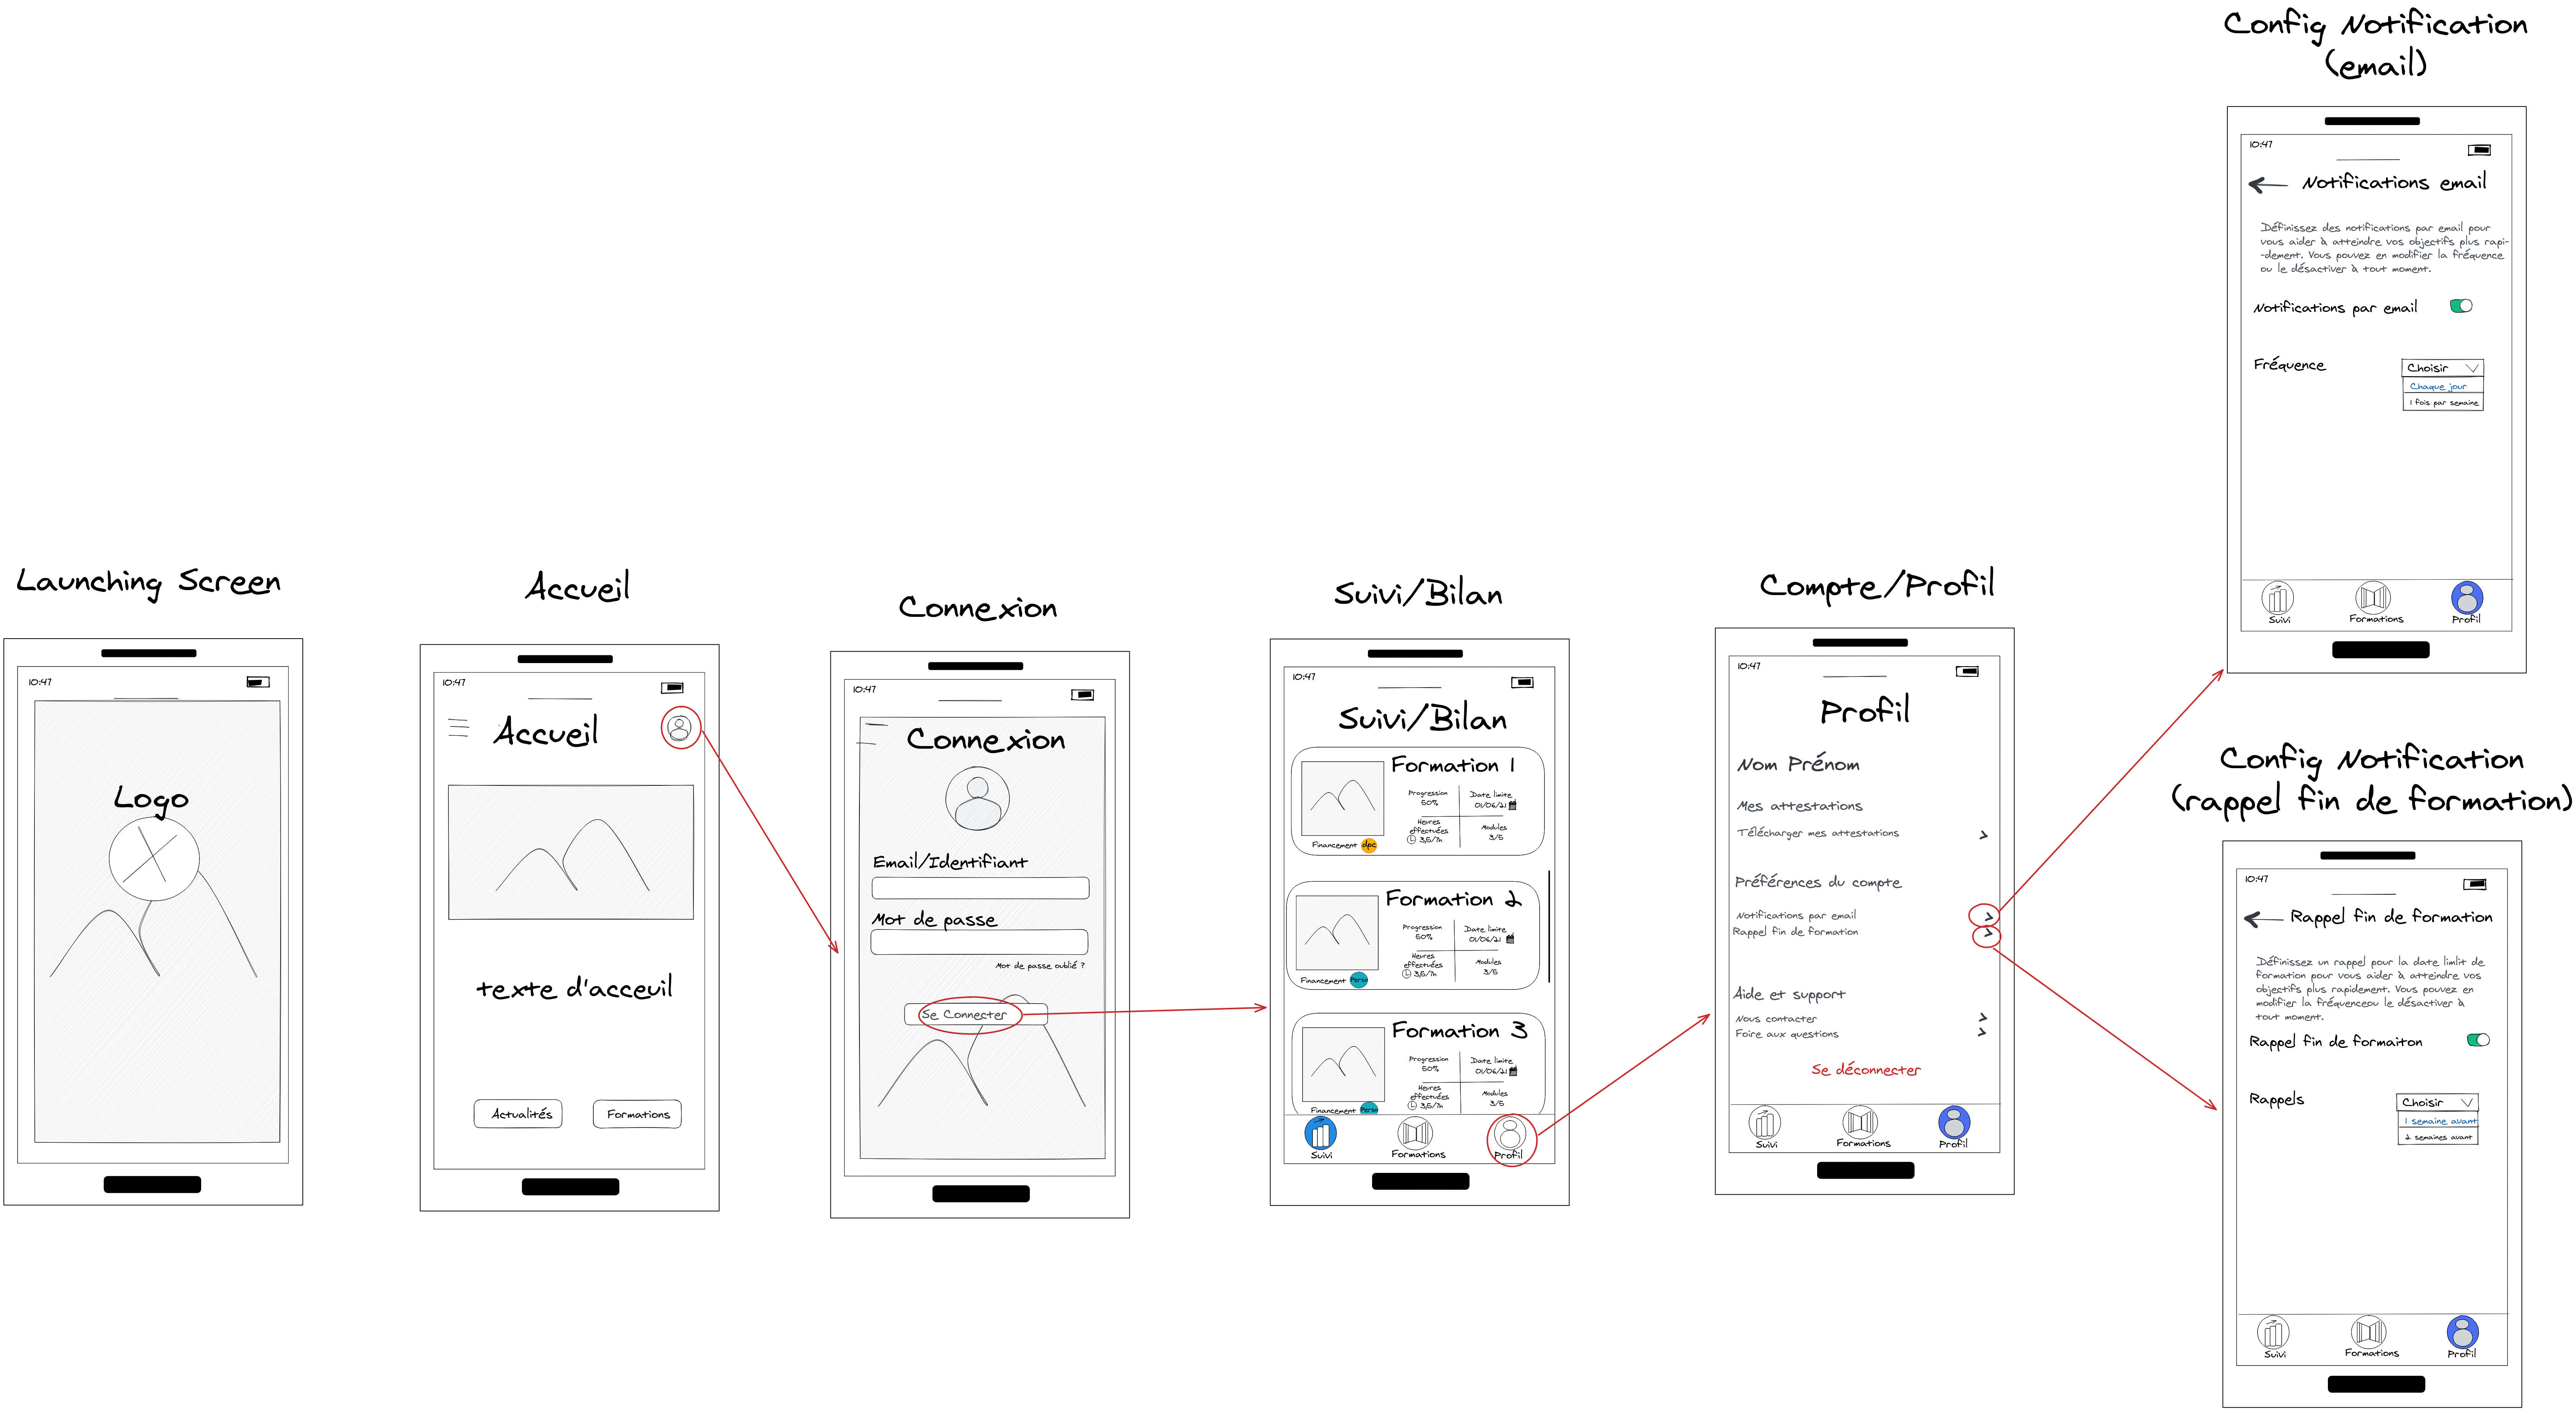 Launching Screen
10:47
Logo
Accueil
10:47
Accueil
texte d'acceuil
Actualités
Formations
Connexion
10:47
Connexion
Email/Identifiant
Mot de passe
Mot de passe oublié ?
Se Connecter
Suivi/Bilan
10:47
Suivi/Bilan
Formation 1
Progression
50%
Date limite
01/06/21
Heures
effectuées
3,5/7h
Modules
3/5
Financement
dpc
Formation 2
Progression
50%
Date limite
01/06/21
Heures
effectuées
3,5/7h
Modules
3/5
Financement
Perso
Formation 3
Progression
50%
Date limite
01/06/21
Heures
effectuées
3,5/7h
Modules
3/5
Financement
Perso
Suivi
Formations
Profil
Compte/Profil
10:47
Profil
Nom Prénom
Mes attestations
Télécharger mes attestations
Préférences du compte
Notifications par email
Rappel fin de formation
Aide et support
Nous contacter
Foire aux questions
Se déconnecter
Suivi
Formations
Profil
Config Notification
(email)
10:47
Notifications email
Définissez des notifications par email pour
vous aider à atteindre vos objectifs plus rapi-
-dement. Vous pouvez en modifier la fréquence
ou le désactiver à tout moment.
Notifications par email
Fréquence
Choisir
Chaque jour
1 fois par semaine
Suivi
Formations
Profil
Config Notification
(rappel fin de formation)
10:47
Rappel fin de formation
Définissez un rappel pour la date limlit de
formation pour vous aider à atteindre vos
objectifs plus rapidement. Vous pouvez en
modifier la fréquenceou le désactiver à
tout moment.
Rappel fin de formaiton
Rappels
Choisir
1 semaine avant
2 semaines avant
Suivi
Formations
Profil